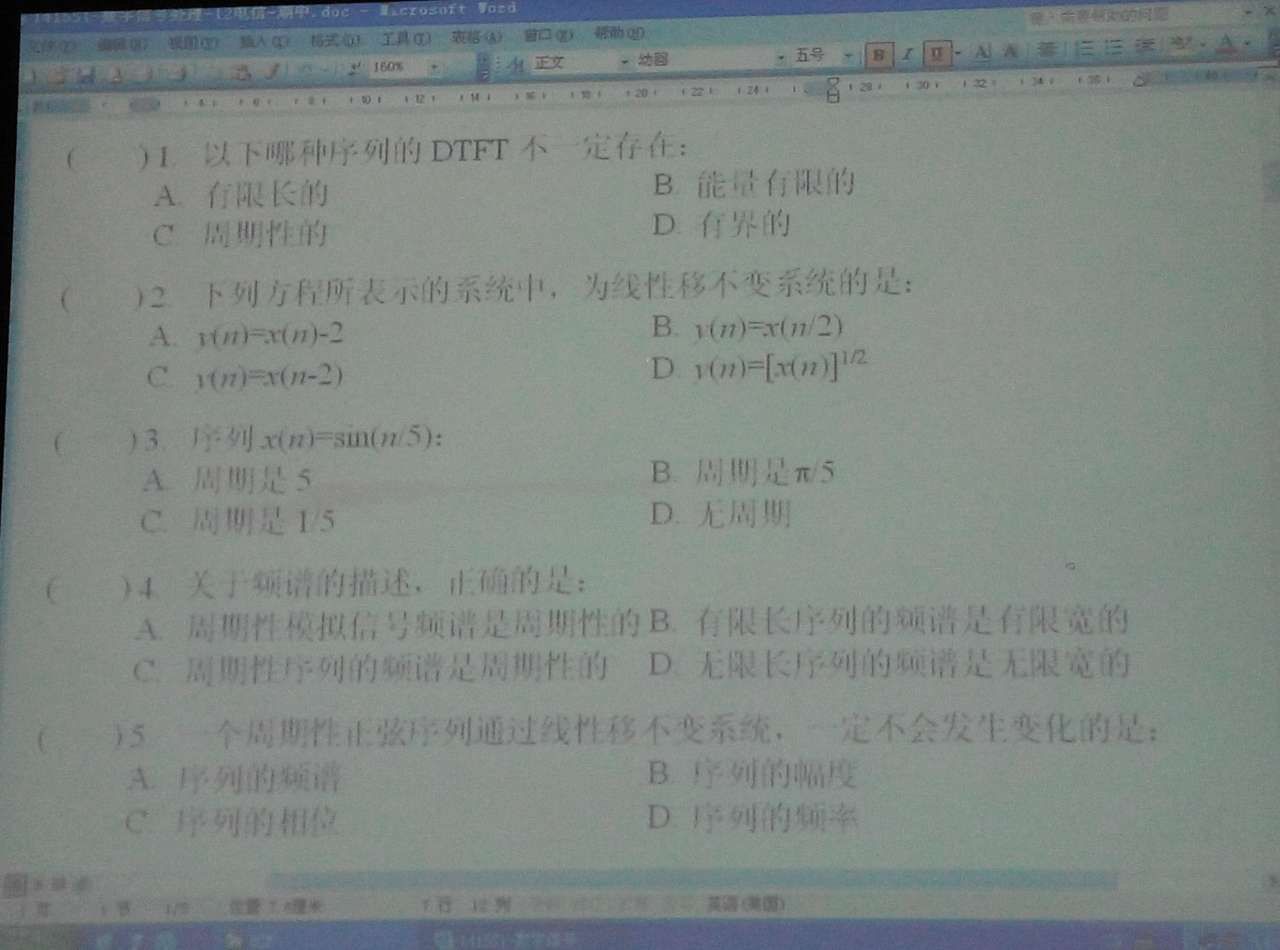 141551-数字信号处理-12电信-期中.doc - Microsoft Word
文件(F) 编辑(E) 视图(V) 插入(I) 格式(O) 工具(T) 表格(A) 窗口(W) 帮助(H)
160% 正文 幼圆 五号 B I U A A
( )1. 以下哪种序列的 DTFT 不一定存在：
A. 有限长的 B. 能量有限的
C. 周期性的 D. 有界的
( )2. 下列方程所表示的系统中，为线性移不变系统的是：
A. y(n)=x(n)-2 B. y(n)=x(n/2)
C. y(n)=x(n-2) D. y(n)=[x(n)]^1/2
( )3. 序列 x(n)=sin(n/5)：
A. 周期是 5 B. 周期是π/5
C. 周期是 1/5 D. 无周期
( )4. 关于频谱的描述，正确的是：
A. 周期性模拟信号频谱是周期性的 B. 有限长序列的频谱是有限宽的
C. 周期性序列的频谱是周期性的 D. 无限长序列的频谱是无限宽的
( )5. 一个周期性正弦序列通过线性移不变系统，一定不会发生变化的是：
A. 序列的频谱 B. 序列的幅度
C. 序列的相位 D. 序列的频率
英语(美国)